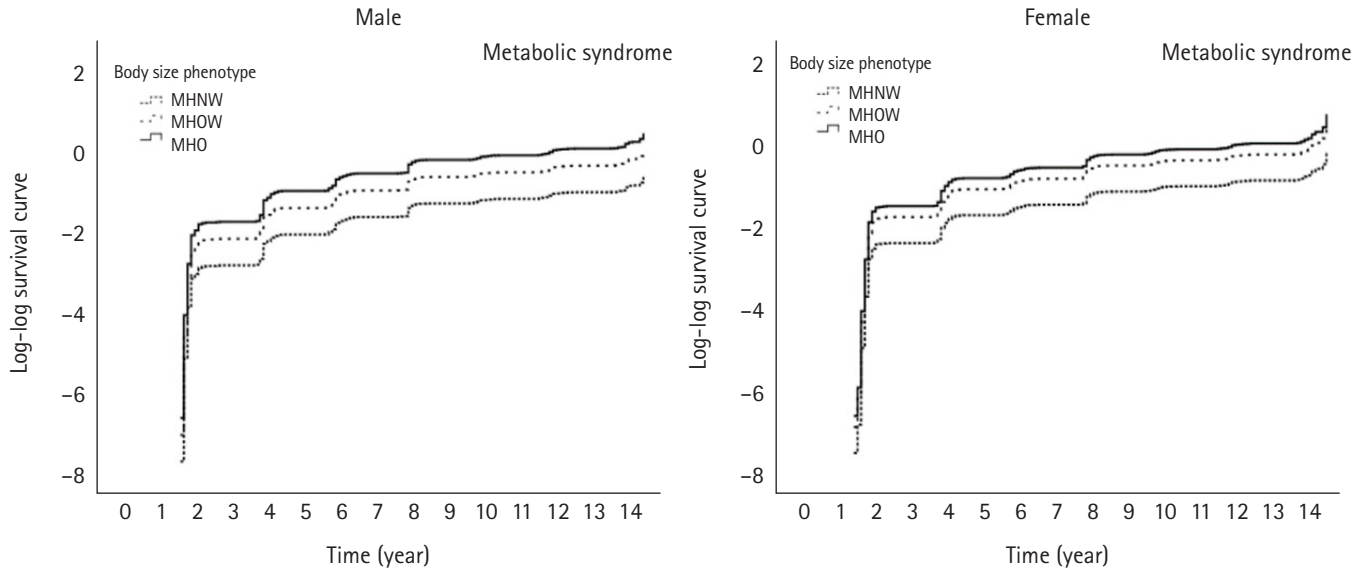 Male
Metabolic syndrome
Body size phenotype
MHNW
MHOW
MHO
2
0
−2
−4
−6
−8
Log-log survival curve
0 1 2 3 4 5 6 7 8 9 10 11 12 13 14
Time (year)
Female
Metabolic syndrome
Body size phenotype
MHNW
MHOW
MHO
2
0
−2
−4
−6
−8
Log-log survival curve
0 1 2 3 4 5 6 7 8 9 10 11 12 13 14
Time (year)